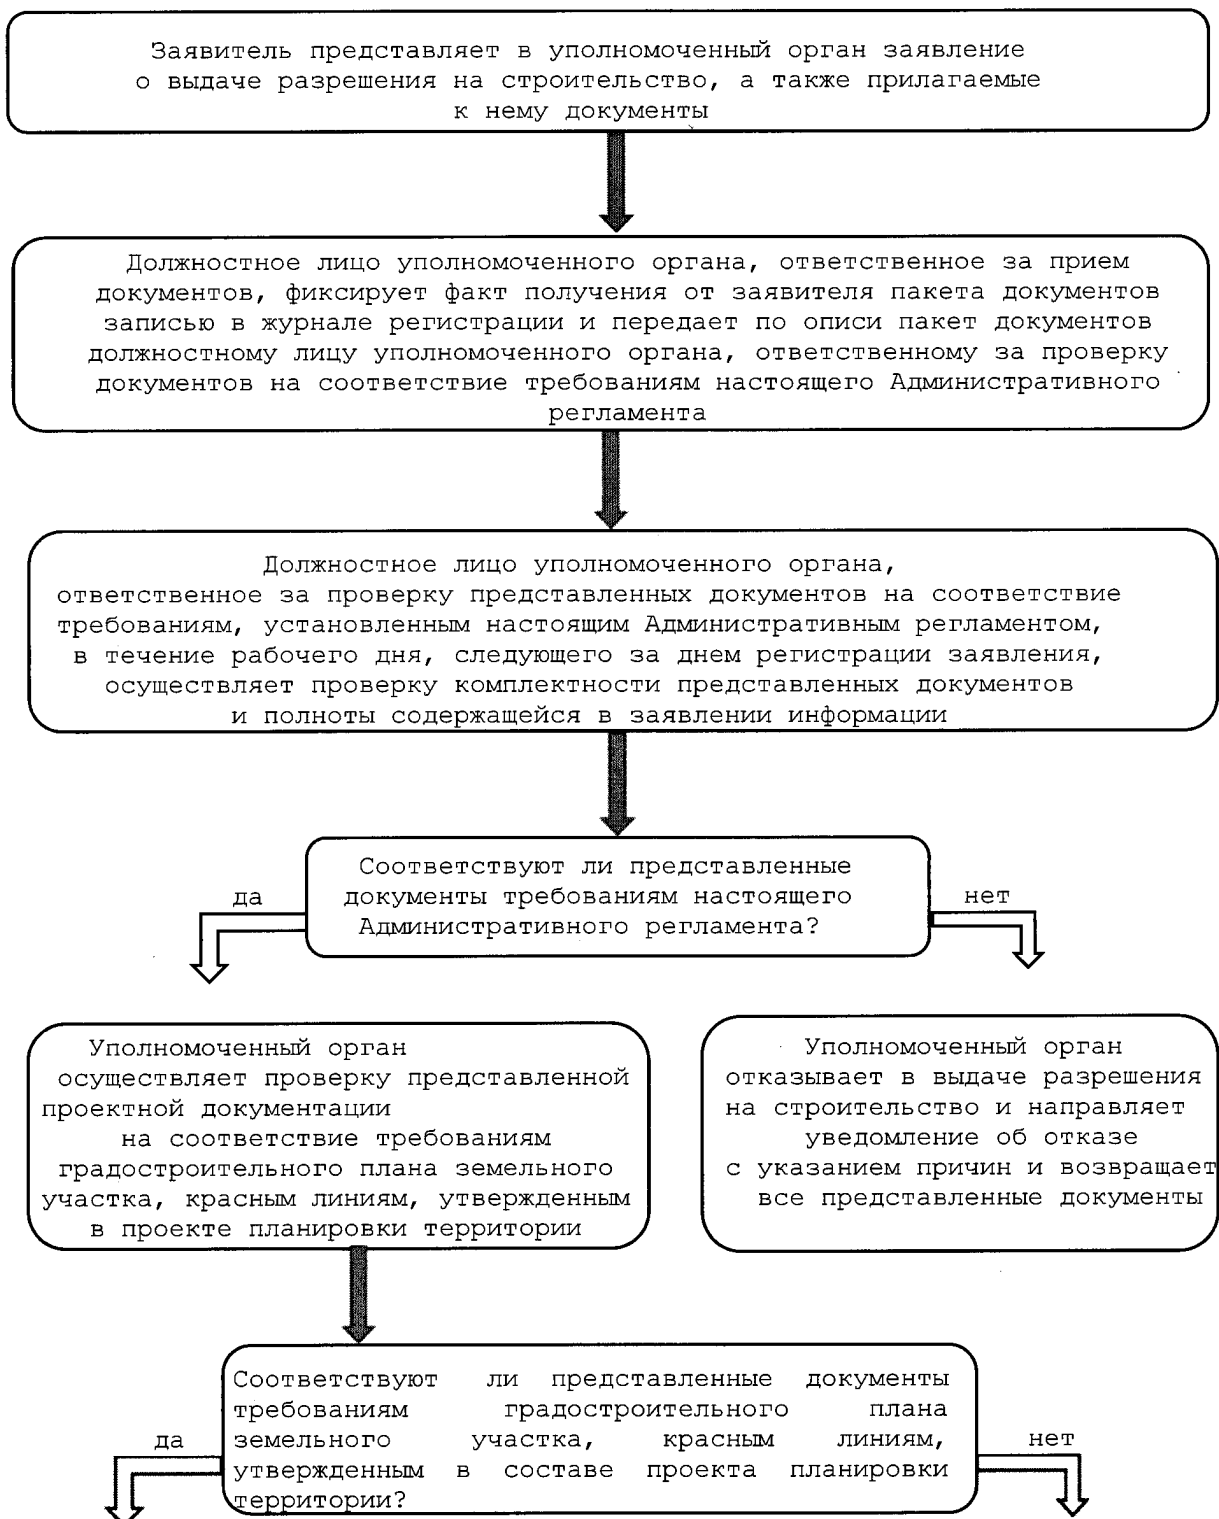 Заявитель представляет в уполномоченный орган заявление
о выдаче разрешения на строительство, а также прилагаемые
к нему документы
Должностное лицо уполномоченного органа, ответственное за прием
документов, фиксирует факт получения от заявителя пакета документов
записью в журнале регистрации и передает по описи пакет документов
должностному лицу уполномоченного органа, ответственному за проверку
документов на соответствие требованиям настоящего Административного
регламента
Должностное лицо уполномоченного органа,
ответственное за проверку представленных документов на соответствие
требованиям, установленным настоящим Административным регламентом,
в течение рабочего дня, следующего за днем регистрации заявления,
осуществляет проверку комплектности представленных документов
и полноты содержащейся в заявлении информации
Соответствуют ли представленные
документы требованиям настоящего
Административного регламента?
да
нет
Уполномоченный орган
осуществляет проверку представленной
проектной документации
на соответствие требованиям
градостроительного плана земельного
участка, красным линиям, утвержденным
в проекте планировки территории
Уполномоченный орган
отказывает в выдаче разрешения
на строительство и направляет
уведомление об отказе
с указанием причин и возвращает
все представленные документы
Соответствуют ли представленные документы
требованиям градостроительного плана
земельного участка, красным линиям,
утвержденным в составе проекта планировки
территории?
да
нет